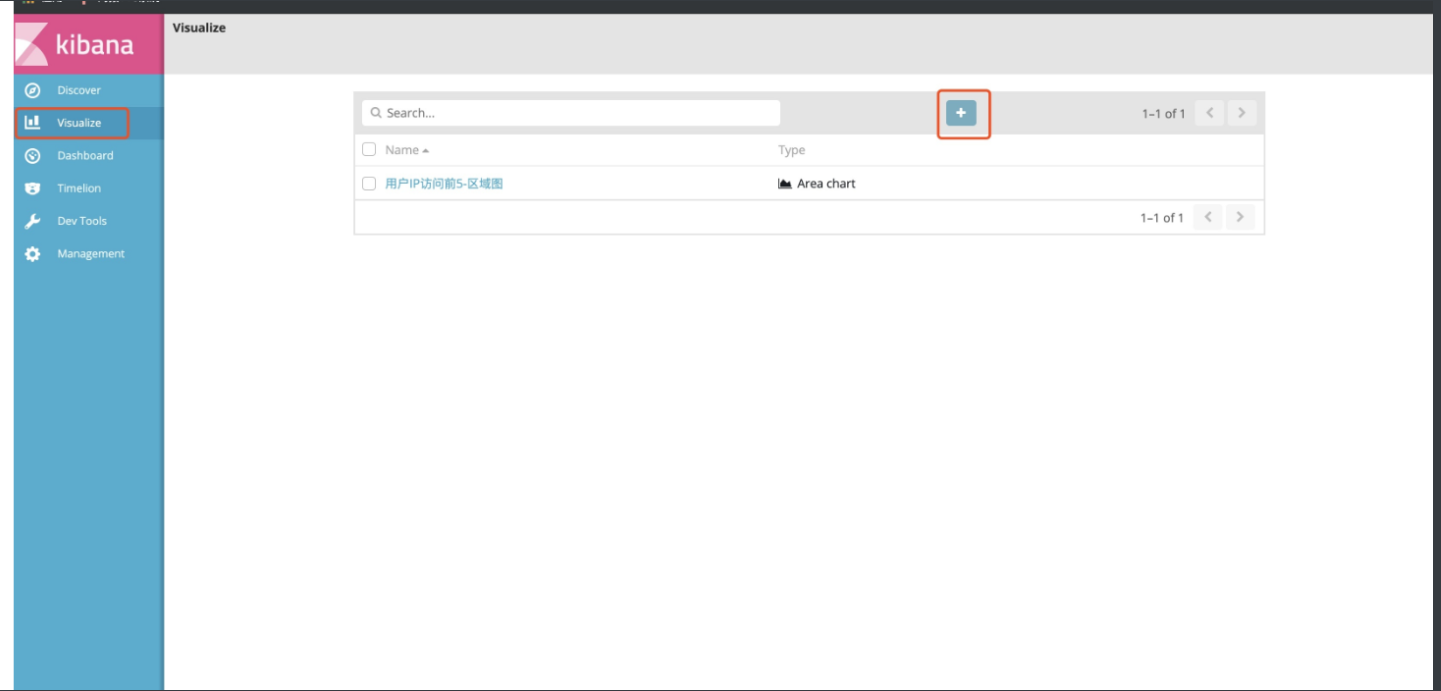 Visualize
kibana
Discover
Visualize
Dashboard
Timelion
Dev Tools
Management
Search...
1–1 of 1
Name
Type
用户IP访问前5-区域图
Area chart
1–1 of 1